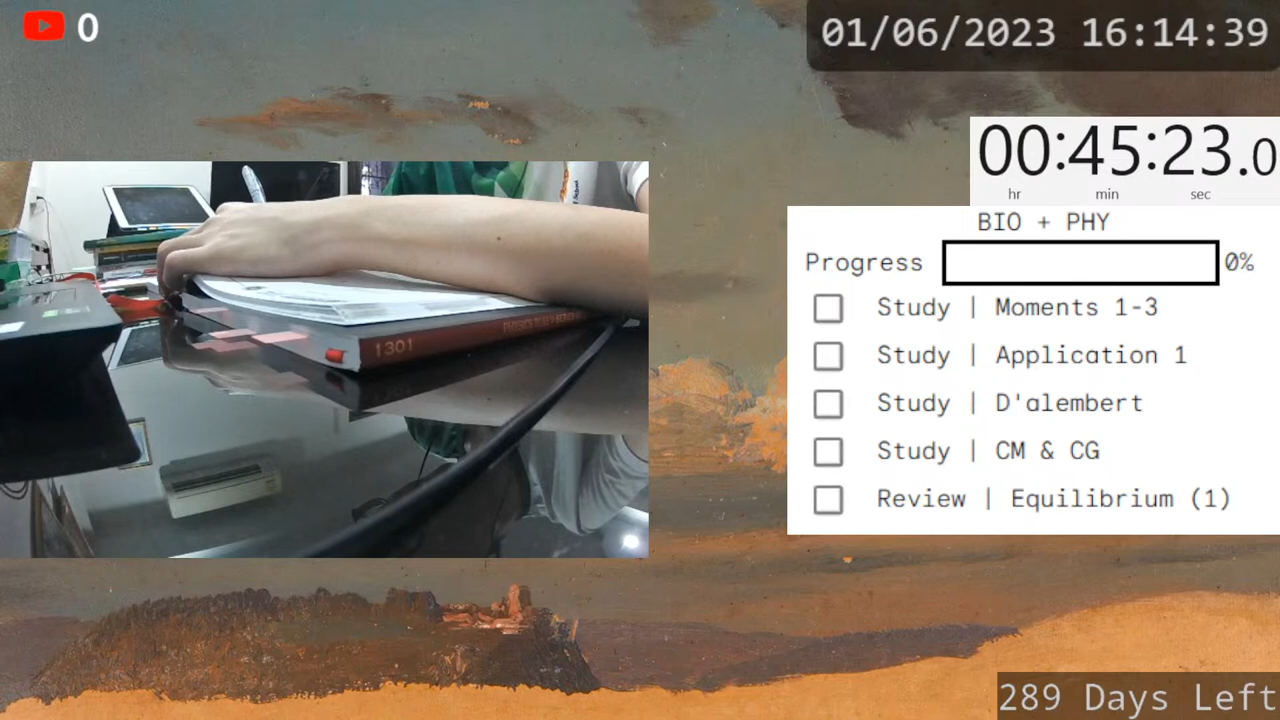 0
01/06/2023 16:14:39
00:45:23.0
hr min sec
BIO + PHY
Progress 0%
Study | Moments 1-3
Study | Application 1
Study | D'alembert
Study | CM & CG
Review | Equilibrium (1)
1301
289 Days Left